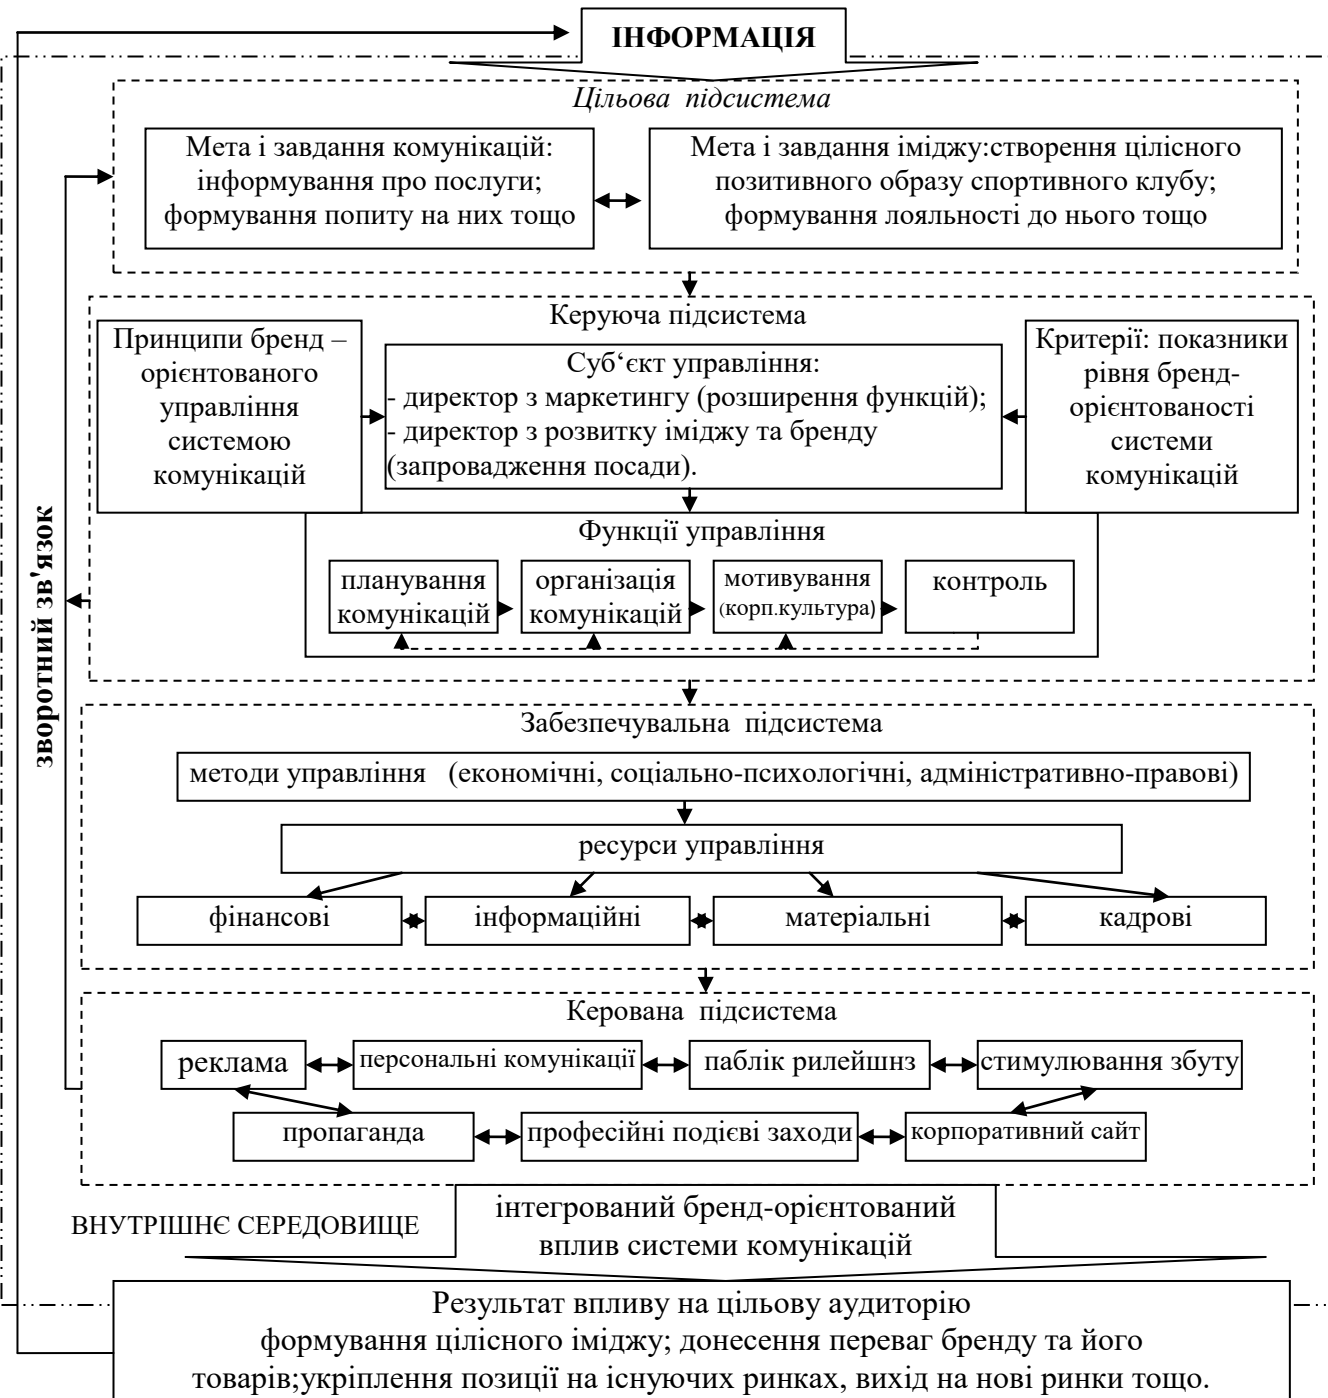 ІНФОРМАЦІЯ
Цільова підсистема
Мета і завдання комунікацій:
інформування про послуги;
формування попиту на них тощо
Мета і завдання іміджу:створення цілісного
позитивного образу спортивного клубу;
формування лояльності до нього тощо
Керуюча підсистема
Принципи бренд –
орієнтованого
управління
системою
комунікацій
Суб‘єкт управління:
- директор з маркетингу (розширення функцій);
- директор з розвитку іміджу та бренду
(запровадження посади).
Критерії: показники
рівня бренд-
орієнтованості
системи
комунікацій
Функції управління
планування
комунікацій
організація
комунікацій
мотивування
(корп.культура)
контроль
зворотний зв'язок
Забезпечувальна підсистема
методи управління (економічні, соціально-психологічні, адміністративно-правові)
ресурси управління
фінансові
інформаційні
матеріальні
кадрові
Керована підсистема
реклама
персональні комунікації
паблік рилейшнз
стимулювання збуту
пропаганда
професійні подієві заходи
корпоративний сайт
ВНУТРІШНЄ СЕРЕДОВИЩЕ
інтегрований бренд-орієнтований
вплив системи комунікацій
Результат впливу на цільову аудиторію
формування цілісного іміджу; донесення переваг бренду та його
товарів;укріплення позиції на існуючих ринках, вихід на нові ринки тощо.